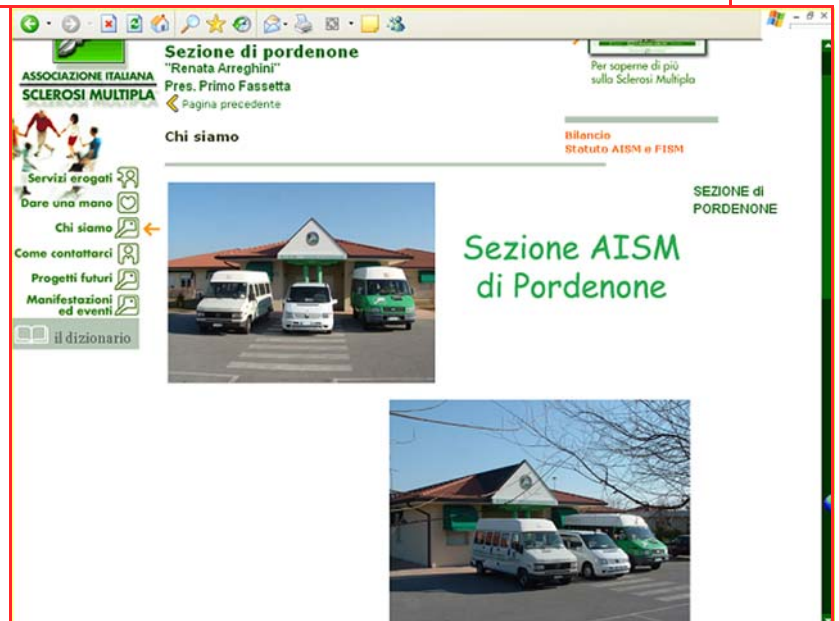 ASSOCIAZIONE ITALIANA
SCLEROSI MULTIPLA
Sezione di pordenone
"Renata Arreghini"
Pres. Primo Fassetta
Pagina precedente
Per saperne di più
sulla Sclerosi Multipla
Chi siamo
Bilancio
Statuto AISM e FISM
Servizi erogati
Dare una mano
Chi siamo
Come contattarci
Progetti futuri
Manifestazioni
ed eventi
il dizionario
SEZIONE di
PORDENONE
Sezione AISM
di Pordenone